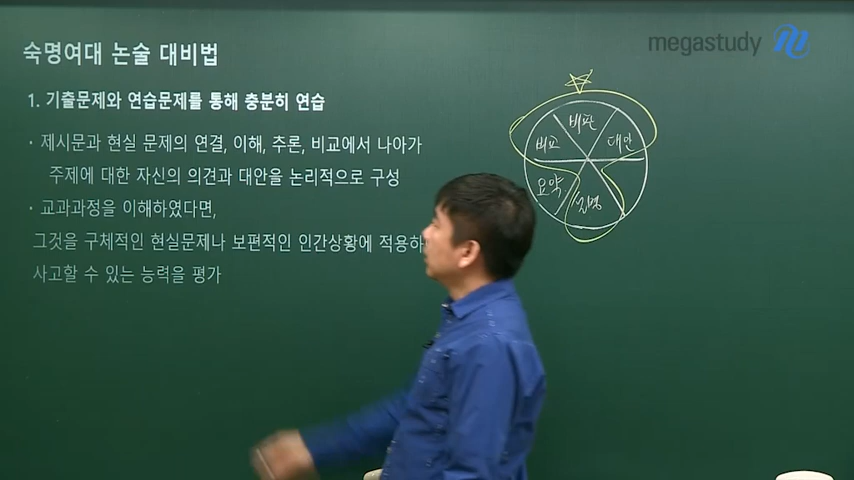 숙명여대 논술 대비법
megastudy
1. 기출문제와 연습문제를 통해 충분히 연습
· 제시문과 현실 문제의 연결, 이해, 추론, 비교에서 나아가
주제에 대한 자신의 의견과 대안을 논리적으로 구성
· 교과과정을 이해하였다면,
그것을 구체적인 현실문제나 보편적인 인간상황에 적용하
사고할 수 있는 능력을 평가
비판
비교
대안
요약
설명